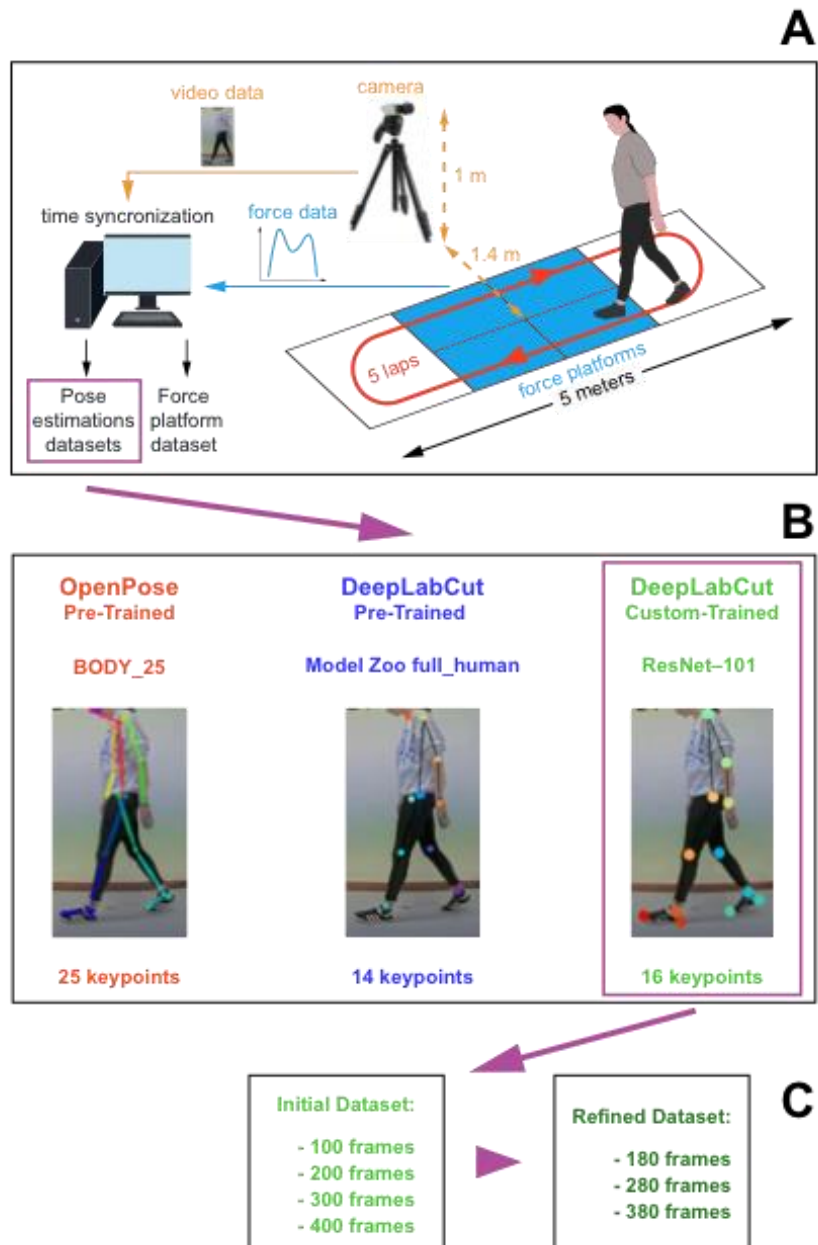 A
video data
camera
1 m
time syncronization
force data
1.4 m
5 laps
force platforms
5 meters
Pose
estimations
datasets
Force
platform
dataset
B
OpenPose
Pre-Trained
BODY_25
25 keypoints
DeepLabCut
Pre-Trained
Model Zoo full_human
14 keypoints
DeepLabCut
Custom-Trained
ResNet–101
16 keypoints
C
Initial Dataset:
- 100 frames
- 200 frames
- 300 frames
- 400 frames
Refined Dataset:
- 180 frames
- 280 frames
- 380 frames